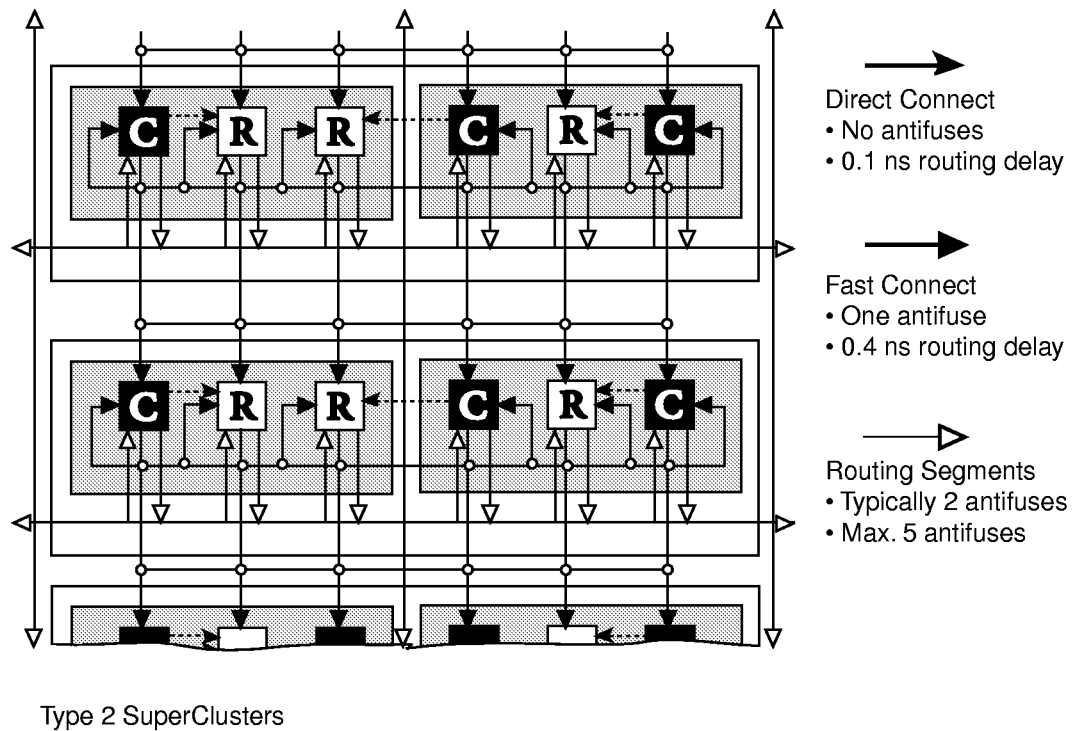 C R R C R C
Direct Connect
• No antifuses
• 0.1 ns routing delay
Fast Connect
• One antifuse
• 0.4 ns routing delay
C R R C R C
Routing Segments
• Typically 2 antifuses
• Max. 5 antifuses
Type 2 SuperClusters